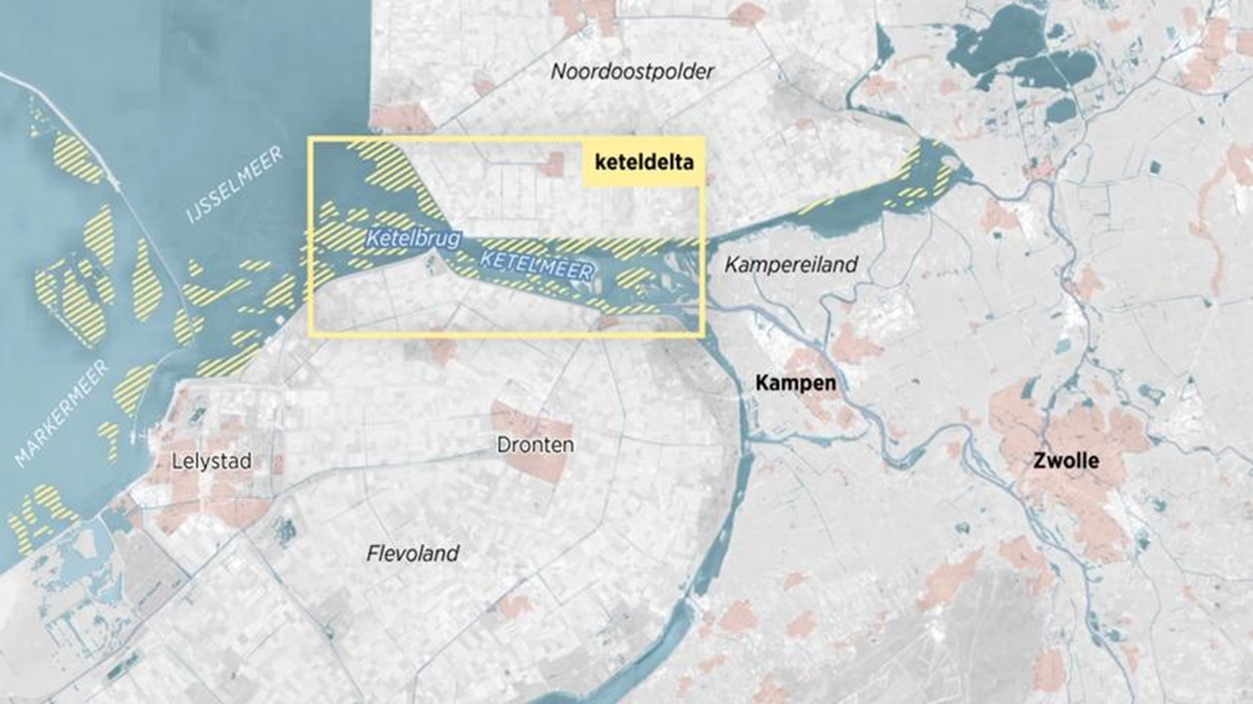 Noordoostpolder
keteldelta
IJSSELMEER
Ketelbrug
KETELMEER
Kampereiland
MARKERMEER
Kampen
Dronten
Lelystad
Zwolle
Flevoland